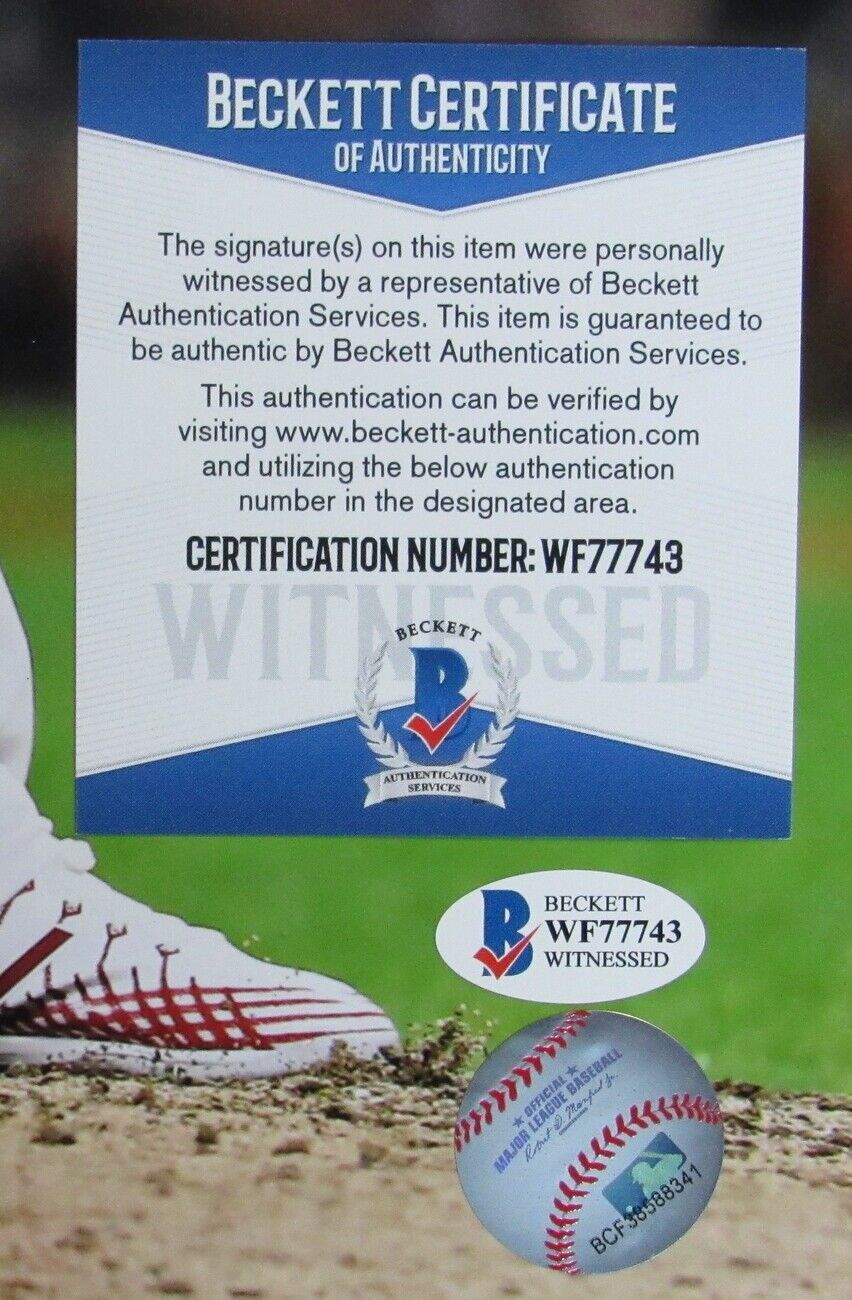 BECKETT CERTIFICATE
OF AUTHENTICITY
The signature(s) on this item were personally
witnessed by a representative of Beckett
Authentication Services. This item is guaranteed to
be authentic by Beckett Authentication Services.
This authentication can be verified by
visiting www.beckett-authentication.com
and utilizing the below authentication
number in the designated area.
CERTIFICATION NUMBER: WF77743
WITNESSED
BECKETT
B
AUTHENTICATION
SERVICES
B
BECKETT
WF77743
WITNESSED
★ OFFICIAL ★
MAJOR LEAGUE BASEBALL
Robert D. Manfred Jr.
BCF38588341